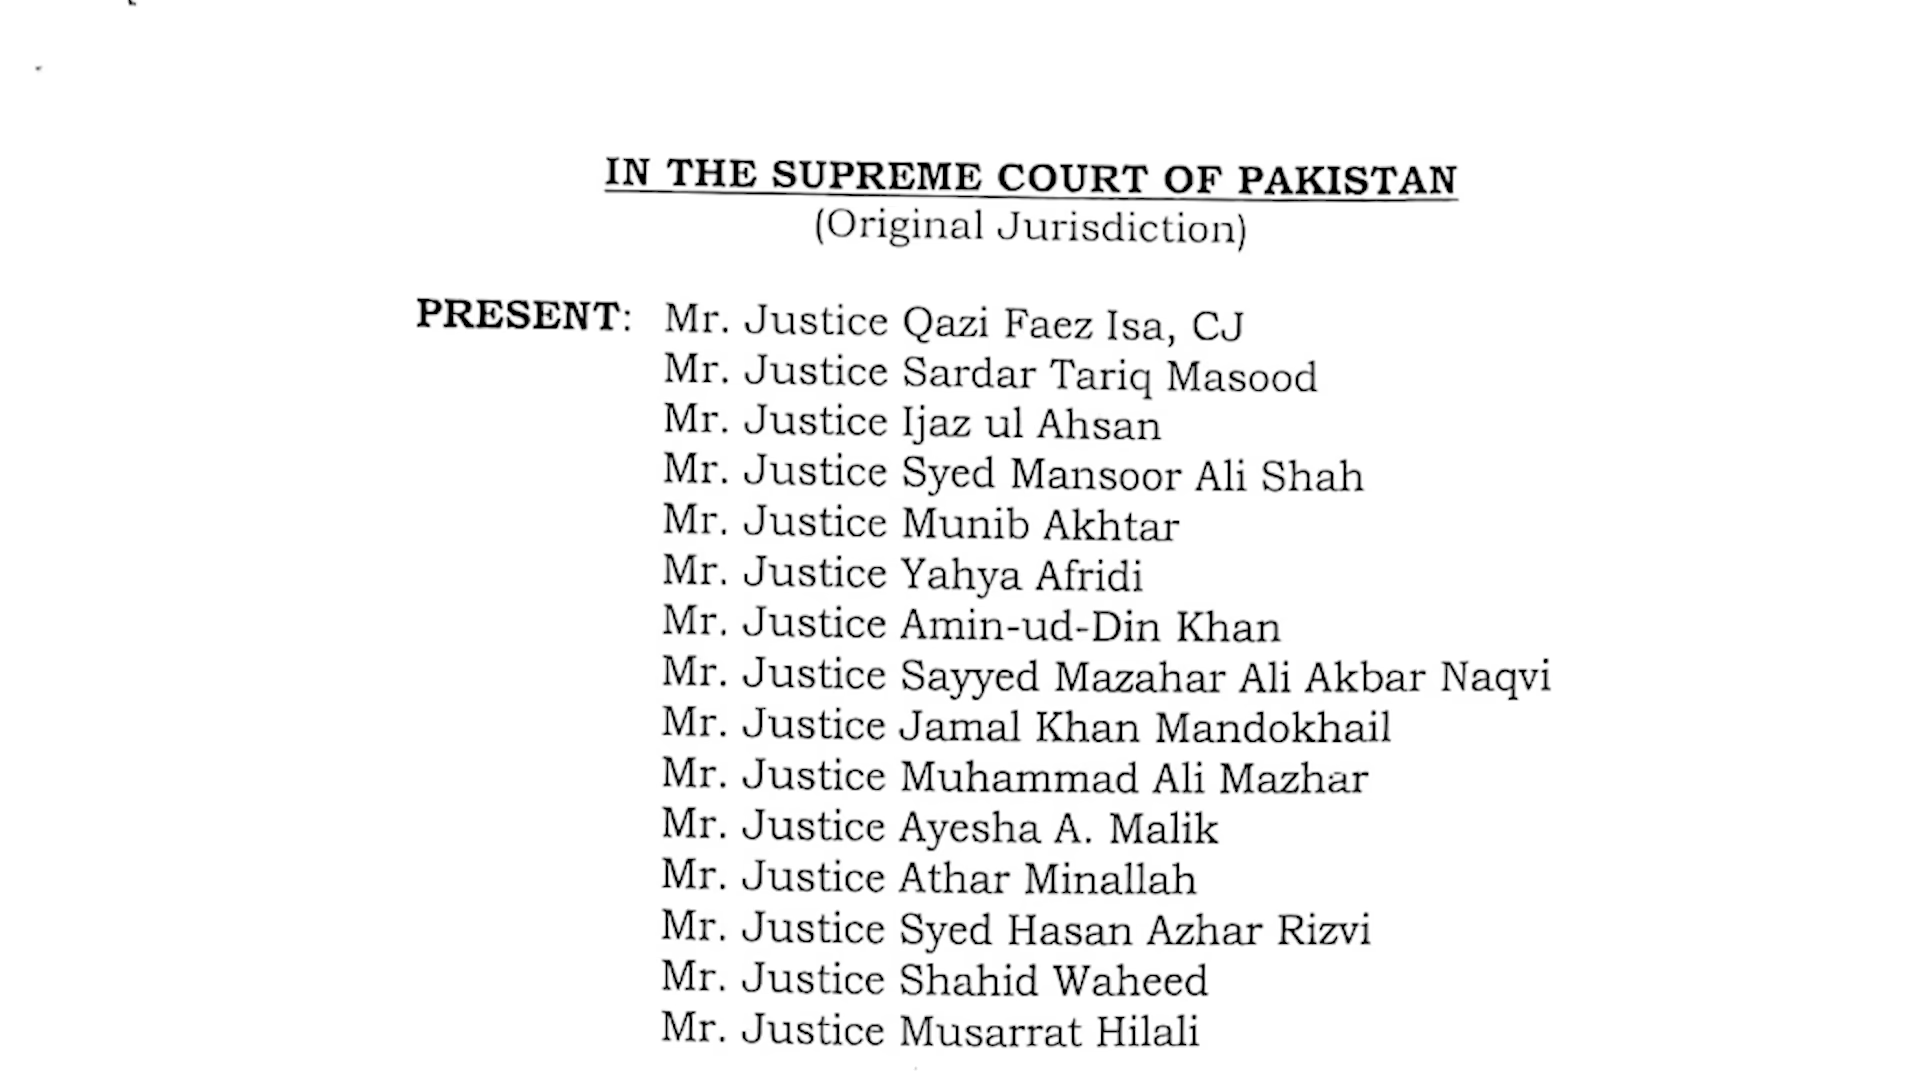 IN THE SUPREME COURT OF PAKISTAN
(Original Jurisdiction)
PRESENT: Mr. Justice Qazi Faez Isa, CJ
Mr. Justice Sardar Tariq Masood
Mr. Justice Ijaz ul Ahsan
Mr. Justice Syed Mansoor Ali Shah
Mr. Justice Munib Akhtar
Mr. Justice Yahya Afridi
Mr. Justice Amin-ud-Din Khan
Mr. Justice Sayyed Mazahar Ali Akbar Naqvi
Mr. Justice Jamal Khan Mandokhail
Mr. Justice Muhammad Ali Mazhar
Mr. Justice Ayesha A. Malik
Mr. Justice Athar Minallah
Mr. Justice Syed Hasan Azhar Rizvi
Mr. Justice Shahid Waheed
Mr. Justice Musarrat Hilali